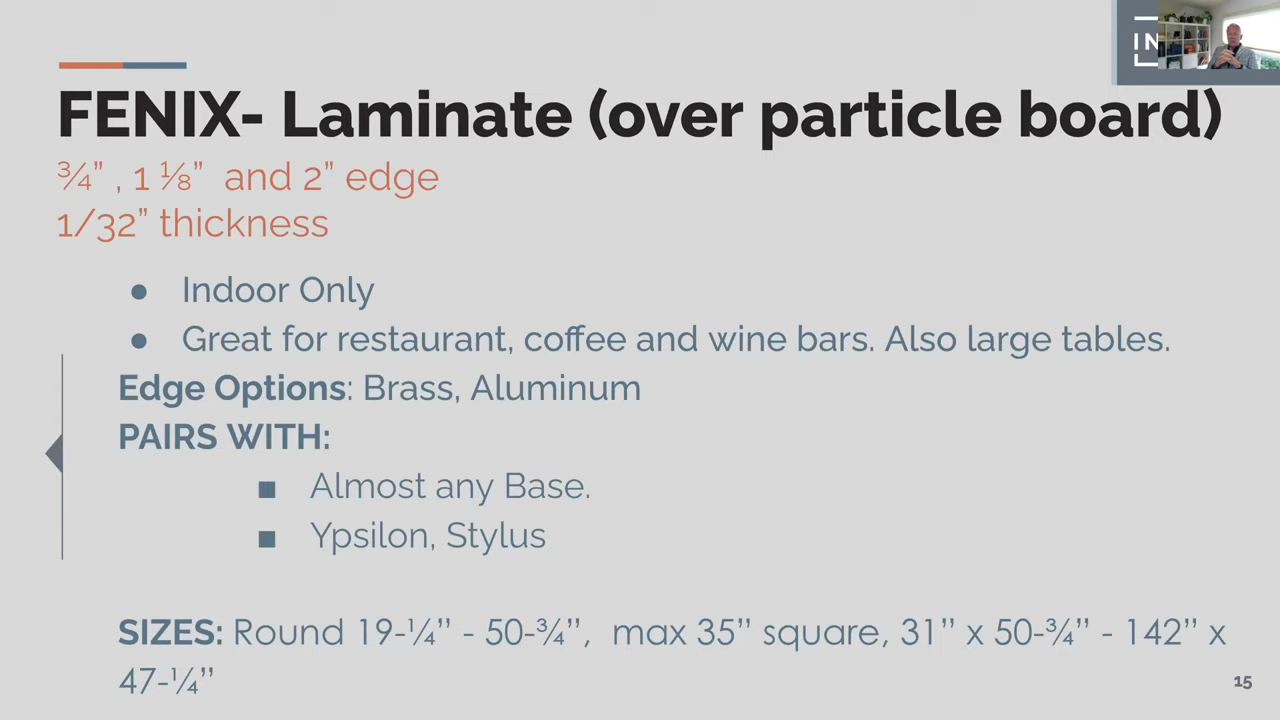 IN
FENIX- Laminate (over particle board)
¾” , 1 ⅛” and 2” edge
1/32” thickness
● Indoor Only
● Great for restaurant, coffee and wine bars. Also large tables.
Edge Options: Brass, Aluminum
PAIRS WITH:
■ Almost any Base.
■ Ypsilon, Stylus
SIZES: Round 19-¼” - 50-¾”, max 35” square, 31” x 50-¾” - 142” x
47-¼”
15